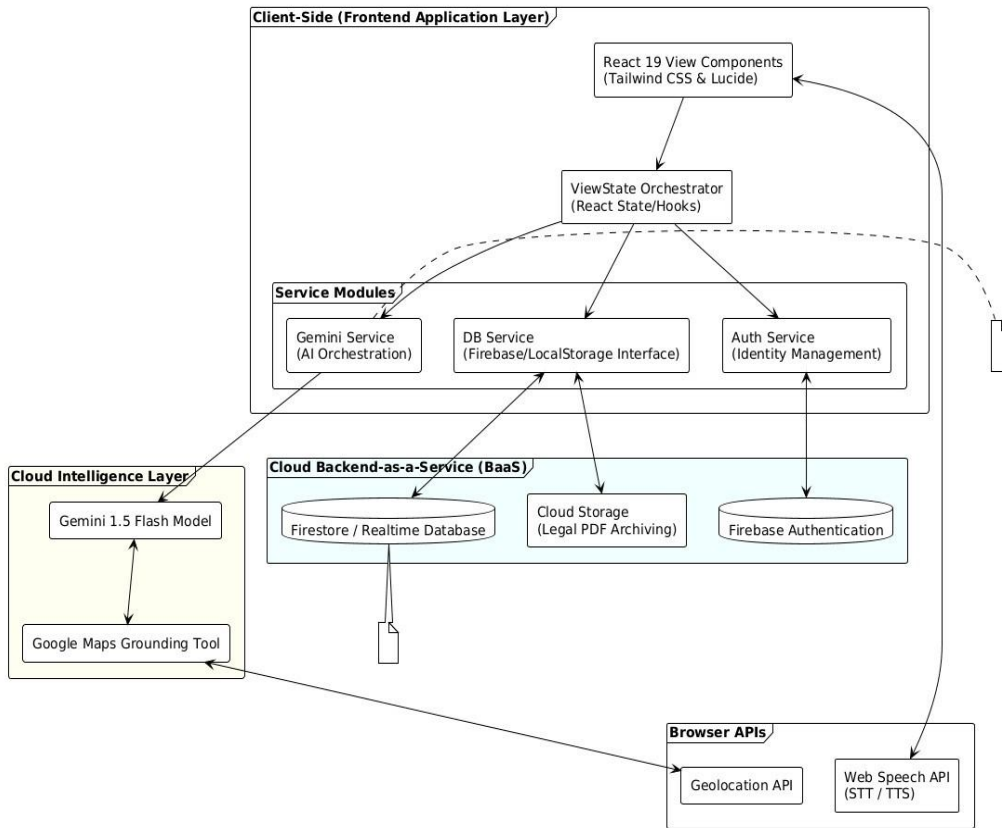 Client-Side (Frontend Application Layer)
React 19 View Components
(Tailwind CSS & Lucide)
ViewState Orchestrator
(React State/Hooks)
Service Modules
Gemini Service
(AI Orchestration)
DB Service
(Firebase/LocalStorage Interface)
Auth Service
(Identity Management)
Cloud Intelligence Layer
Gemini 1.5 Flash Model
Google Maps Grounding Tool
Cloud Backend-as-a-Service (BaaS)
Firestore / Realtime Database
Cloud Storage
(Legal PDF Archiving)
Firebase Authentication
Browser APIs
Geolocation API
Web Speech API
(STT / TTS)